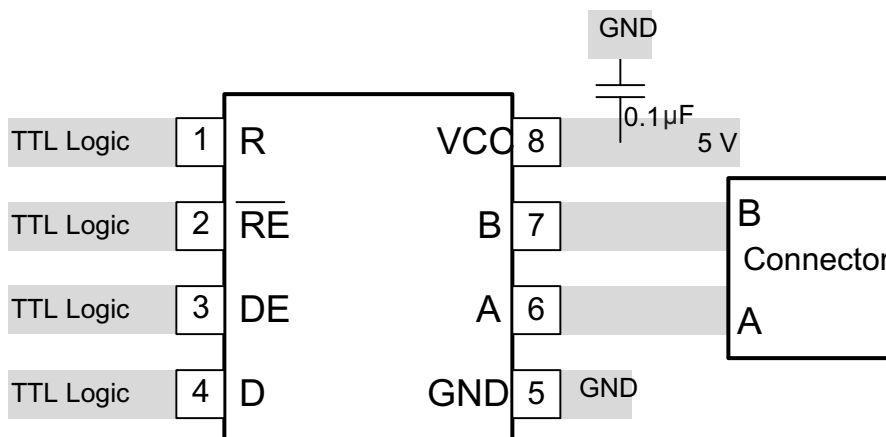 GND
0.1µF
TTL Logic 1 R VCC 8 5 V
TTL Logic 2 RE B 7 B
Connector
TTL Logic 3 DE A 6 A
TTL Logic 4 D GND 5 GND